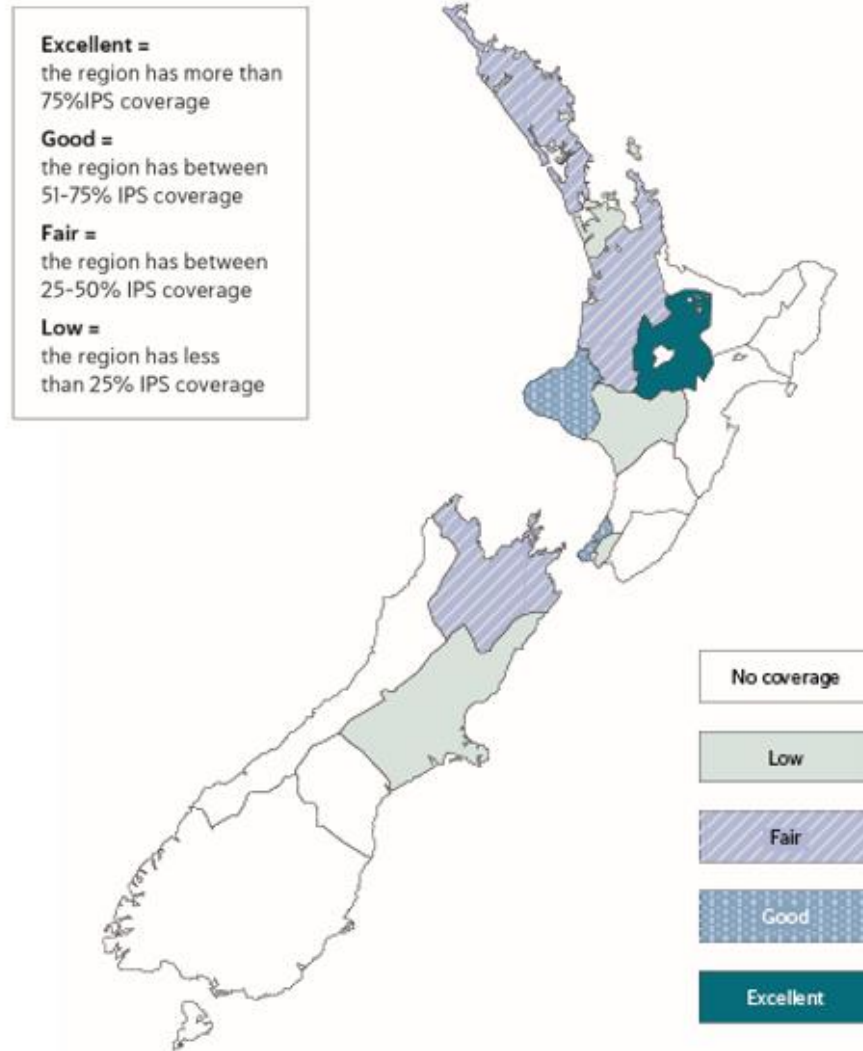 Excellent =
the region has more than
75%IPS coverage
Good =
the region has between
51-75% IPS coverage
Fair =
the region has between
25-50% IPS coverage
Low =
the region has less
than 25% IPS coverage
No coverage
Low
Fair
Good
Excellent